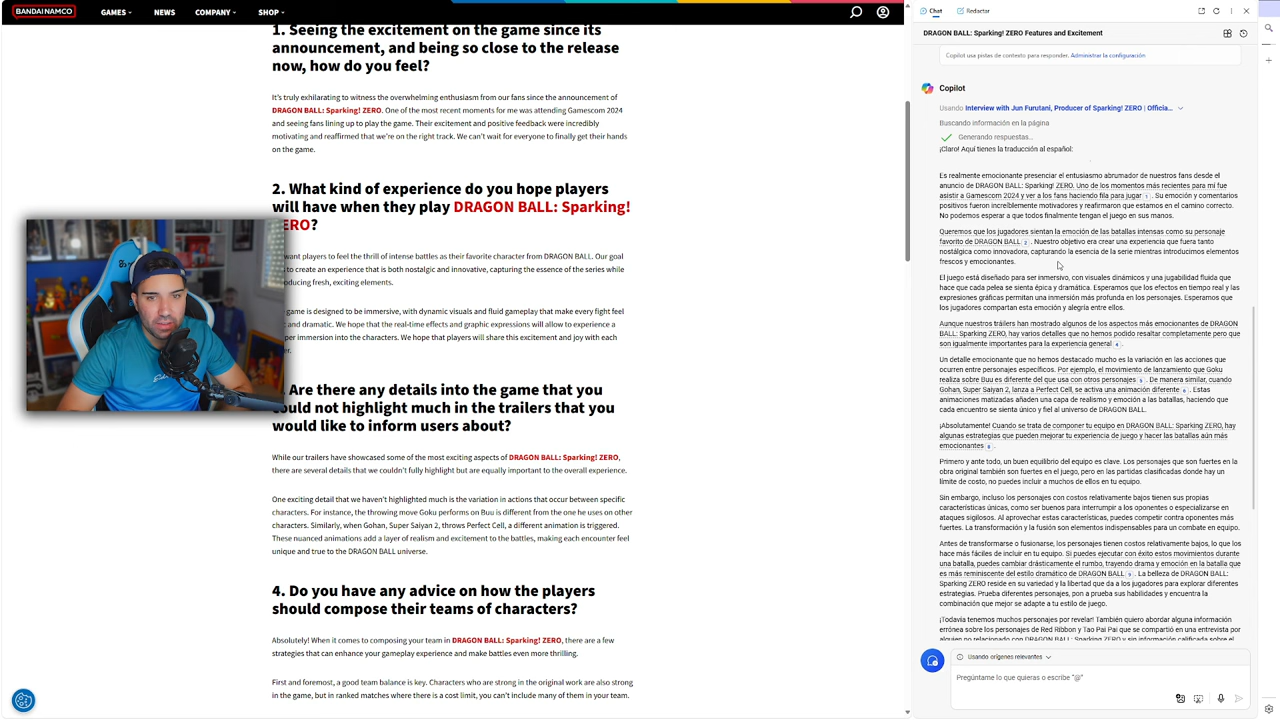 BANDAI NAMCO
GAMES
NEWS
COMPANY
SHOP
1. Seeing the excitement on the game since its
announcement, and being so close to the release
now, how do you feel?
It's truly exhilarating to witness the overwhelming enthusiasm from our fans since the announcement of
DRAGON BALL: Sparking! ZERO. One of the most recent moments for me was attending Gamescom 2024
and seeing fans lining up to play the game. Their excitement and positive feedback were incredibly
motivating and reaffirmed that we're on the right track. We can't wait for everyone to finally get their hands
on the game.
2. What kind of experience do you hope players
will have when they play DRAGON BALL: Sparking!
ERO?
want players to feel the thrill of intense battles as their favorite character from DRAGON BALL. Our goal
to create an experience that is both nostalgic and innovative, capturing the essence of the series while
oducing fresh, exciting elements.
game is designed to be immersive, with dynamic visuals and fluid gameplay that make every fight feel
and dramatic. We hope that the real-time effects and graphic expressions will allow to experience a
per immersion into the characters. We hope that players will share this excitement and joy with each
er.
Are there any details into the game that you
ould not highlight much in the trailers that you
would like to inform users about?
While our trailers have showcased some of the most exciting aspects of DRAGON BALL: Sparking! ZERO,
there are several details that we couldn't fully highlight but are equally important to the overall experience.
One exciting detail that we haven't highlighted much is the variation in actions that occur between specific
characters. For instance, the throwing move Goku performs on Buu is different from the one he uses on other
characters. Similarly, when Gohan, Super Saiyan 2, throws Perfect Cell, a different animation is triggered.
These nuanced animations add a layer of realism and excitement to the battles, making each encounter feel
unique and true to the DRAGON BALL universe.
4. Do you have any advice on how the players
should compose their teams of characters?
Absolutely! When it comes to composing your team in DRAGON BALL: Sparking! ZERO, there are a few
strategies that can enhance your gameplay experience and make battles even more thrilling.
First and foremost, a good team balance is key. Characters who are strong in the original work are also strong
in the game, but in ranked matches where there is a cost limit, you can't include many of them in your team.
Chat
Redactar
DRAGON BALL: Sparking! ZERO Features and Excitement
Copilot usa pistas de contexto para responder. Administrar la configuración
Copilot
Usando Interview with Jun Furutani, Producer of Sparking! ZERO | Officia...
Buscando información en la página
Generando respuestas...
¡Claro! Aquí tienes la traducción al español:
Es realmente emocionante presenciar el entusiasmo abrumador de nuestros fans desde el
anuncio de DRAGON BALL: Sparking! ZERO. Uno de los momentos más recientes para mí fue
asistir a Gamescom 2024 y ver a los fans haciendo fila para jugar 1. Su emoción y comentarios
positivos fueron increíblemente motivadores y reafirmaron que estamos en el camino correcto.
No podemos esperar a que todos finalmente tengan el juego en sus manos.
Queremos que los jugadores sientan la emoción de las batallas intensas como su personaje
favorito de DRAGON BALL 2. Nuestro objetivo era crear una experiencia que fuera tanto
nostálgica como innovadora, capturando la esencia de la serie mientras introducimos elementos
frescos y emocionantes.
El juego está diseñado para ser inmersivo, con visuales dinámicos y una jugabilidad fluida que
hace que cada pelea se sienta épica y dramática. Esperamos que los efectos en tiempo real y las
expresiones gráficas permitan una inmersión más profunda en los personajes. Esperamos que
los jugadores compartan esta emoción y alegría entre ellos.
Aunque nuestros tráilers han mostrado algunos de los aspectos más emocionantes de DRAGON
BALL: Sparking ZERO, hay varios detalles que no hemos podido resaltar completamente pero que
son igualmente importantes para la experiencia general 4.
Un detalle emocionante que no hemos destacado mucho es la variación en las acciones que
ocurren entre personajes específicos. Por ejemplo, el movimiento de lanzamiento que Goku
realiza sobre Buu es diferente del que usa con otros personajes 5. De manera similar, cuando
Gohan, Super Saiyan 2, lanza a Perfect Cell, se activa una animación diferente 6. Estas
animaciones matizadas añaden una capa de realismo y emoción a las batallas, haciendo que
cada encuentro se sienta único y fiel al universo de DRAGON BALL.
¡Absolutamente! Cuando se trata de componer tu equipo en DRAGON BALL: Sparking ZERO, hay
algunas estrategias que pueden mejorar tu experiencia de juego y hacer las batallas aún más
emocionantes 8.
Primero y ante todo, un buen equilibrio del equipo es clave. Los personajes que son fuertes en la
obra original también son fuertes en el juego, pero en las partidas clasificadas donde hay un
límite de costo, no puedes incluir a muchos de ellos en tu equipo.
Sin embargo, incluso los personajes con costos relativamente bajos tienen sus propias
características únicas, como ser buenos para interrumpir a los oponentes o especializarse en
ataques sigilosos. Al aprovechar estas características, puedes competir contra oponentes más
fuertes. La transformación y la fusión son elementos indispensables para un combate en equipo.
Antes de transformarse o fusionarse, los personajes tienen costos relativamente bajos, lo que los
hace más fáciles de incluir en tu equipo. Si puedes ejecutar con éxito estos movimientos durante
una batalla, puedes cambiar drásticamente el rumbo, trayendo drama y emoción en la batalla que
es más reminiscente del estilo dramático de DRAGON BALL 9. La belleza de DRAGON BALL:
Sparking ZERO reside en su variedad y la libertad que da a los jugadores para explorar diferentes
estrategias. Prueba diferentes personajes, pon a prueba sus habilidades y encuentra la
combinación que mejor se adapte a tu estilo de juego.
¡Todavía tenemos muchos personajes por revelar! También quiero abordar alguna información
errónea sobre los personajes de Red Ribbon y Tao Pai Pai que se compartió en una entrevista por
alguien no relacionado con DRAGON BALL: Sparking ZERO y sin información calificada sobre el
Usando orígenes relevantes
Pregúntame lo que quieras o escribe "@"